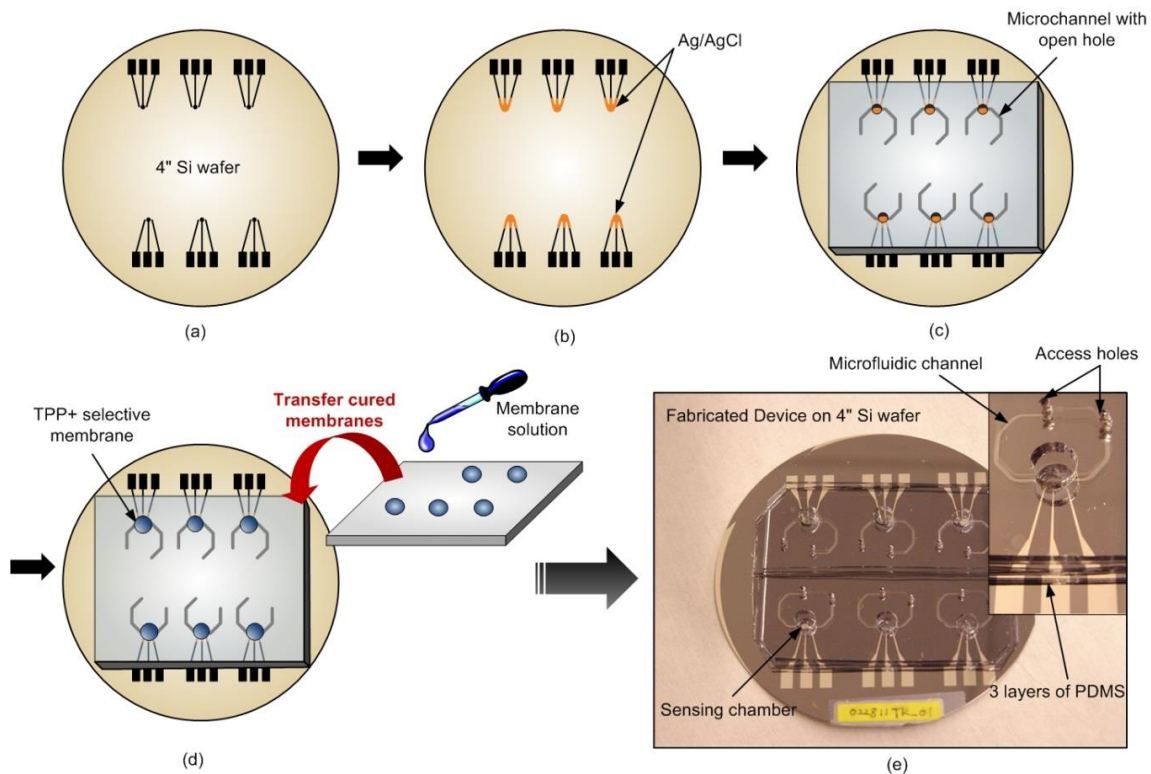 4" Si wafer
(a)
Ag/AgCl
(b)
Microchannel with
open hole
(c)
TPP+ selective
membrane
Transfer cured
membranes
Membrane
solution
(d)
Microfluidic channel
Access holes
Fabricated Device on 4" Si wafer
Sensing chamber
3 layers of PDMS
022811TK_01
(e)